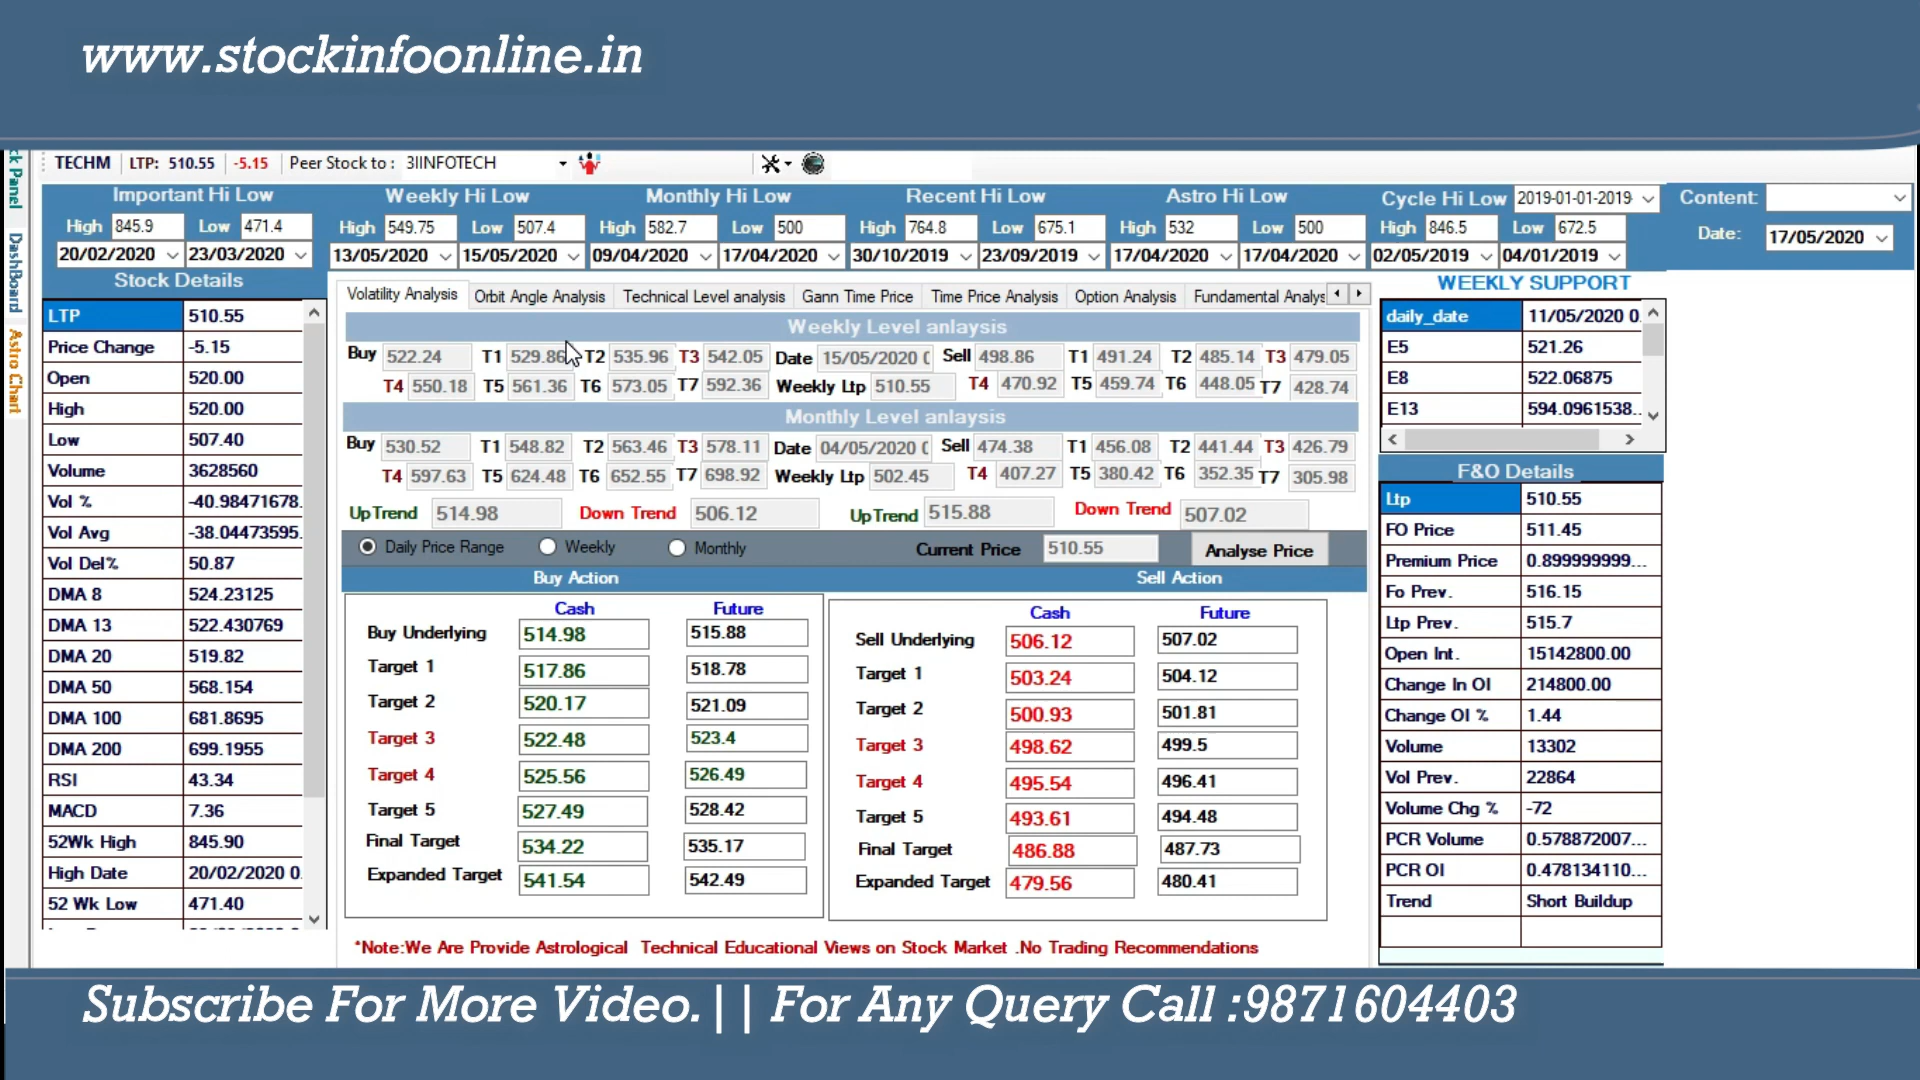 www.stockinfoonline.in
TECHM LTP: 510.55 -5.15 Peer Stock to : 3IINFOTECH
Important Hi Low Weekly Hi Low Monthly Hi Low Recent Hi Low Astro Hi Low Cycle Hi Low 2019-01-01-2019- Content:
High 845.9 Low 471.4 High 549.75 Low 507.4 High 582.7 Low 500 High 764.8 Low 675.1 High 532 Low 500 High 846.5 Low 672.5 Date: 17/05/2020
20/02/2020 23/03/2020 13/05/2020 15/05/2020 09/04/2020 17/04/2020 30/10/2019 23/09/2019 17/04/2020 17/04/2020 02/05/2019 04/01/2019
ck Panel
DashBoard
Astro Chart
Stock Details
LTP 510.55
Price Change -5.15
Open 520.00
High 520.00
Low 507.40
Volume 3628560
Vol % -40.98471678.
Vol Avg -38.04473595.
Vol Del% 50.87
DMA 8 524.23125
DMA 13 522.430769
DMA 20 519.82
DMA 50 568.154
DMA 100 681.8695
DMA 200 699.1955
RSI 43.34
MACD 7.36
52Wk High 845.90
High Date 20/02/2020 0.
52 Wk Low 471.40
Volatility Analysis Orbit Angle Analysis Technical Level analysis Gann Time Price Time Price Analysis Option Analysis Fundamental Analys
Weekly Level anlaysis
Buy 522.24 T1 529.86 T2 535.96 T3 542.05 Date 15/05/2020 0 Sell 498.86 T1 491.24 T2 485.14 T3 479.05
T4 550.18 T5 561.36 T6 573.05 T7 592.36 Weekly Ltp 510.55 T4 470.92 T5 459.74 T6 448.05 T7 428.74
Monthly Level anlaysis
Buy 530.52 T1 548.82 T2 563.46 T3 578.11 Date 04/05/2020 0 Sell 474.38 T1 456.08 T2 441.44 T3 426.79
T4 597.63 T5 624.48 T6 652.55 T7 698.92 Weekly Ltp 502.45 T4 407.27 T5 380.42 T6 352.35 T7 305.98
UpTrend 514.98 Down Trend 506.12 UpTrend 515.88 Down Trend 507.02
Daily Price Range Weekly Monthly Current Price 510.55 Analyse Price
Buy Action Sell Action
Cash Future
Buy Underlying 514.98 515.88
Target 1 517.86 518.78
Target 2 520.17 521.09
Target 3 522.48 523.4
Target 4 525.56 526.49
Target 5 527.49 528.42
Final Target 534.22 535.17
Expanded Target 541.54 542.49
Cash Future
Sell Underlying 506.12 507.02
Target 1 503.24 504.12
Target 2 500.93 501.81
Target 3 498.62 499.5
Target 4 495.54 496.41
Target 5 493.61 494.48
Final Target 486.88 487.73
Expanded Target 479.56 480.41
*Note:We Are Provide Astrological Technical Educational Views on Stock Market .No Trading Recommendations
WEEKLY SUPPORT
daily_date 11/05/2020 0.
E5 521.26
E8 522.06875
E13 594.0961538..
F&O Details
Ltp 510.55
FO Price 511.45
Premium Price 0.899999999...
Fo Prev. 516.15
Ltp Prev. 515.7
Open Int. 15142800.00
Change In OI 214800.00
Change OI % 1.44
Volume 13302
Vol Prev. 22864
Volume Chg % -72
PCR Volume 0.578872007...
PCR OI 0.478134110...
Trend Short Buildup
Subscribe For More Video. || For Any Query Call :9871604403